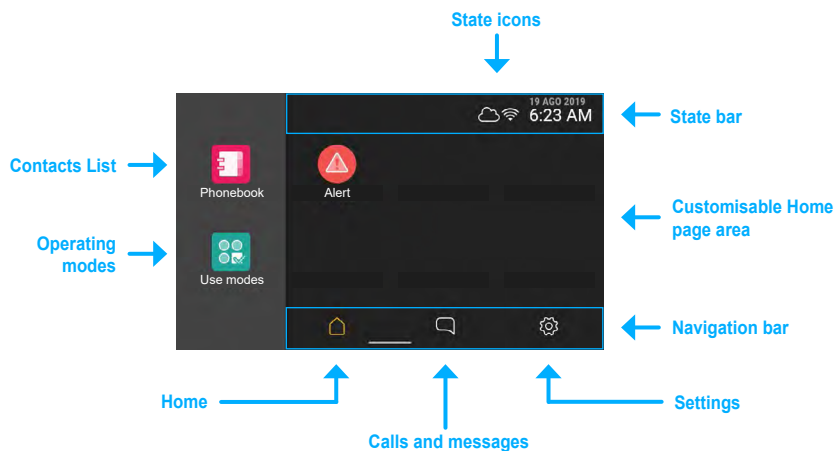 State icons
19 AGO 2019
6:23 AM
State bar
Contacts List
Phonebook
Alert
Customisable Home
page area
Operating
modes
Use modes
Navigation bar
Home
Settings
Calls and messages